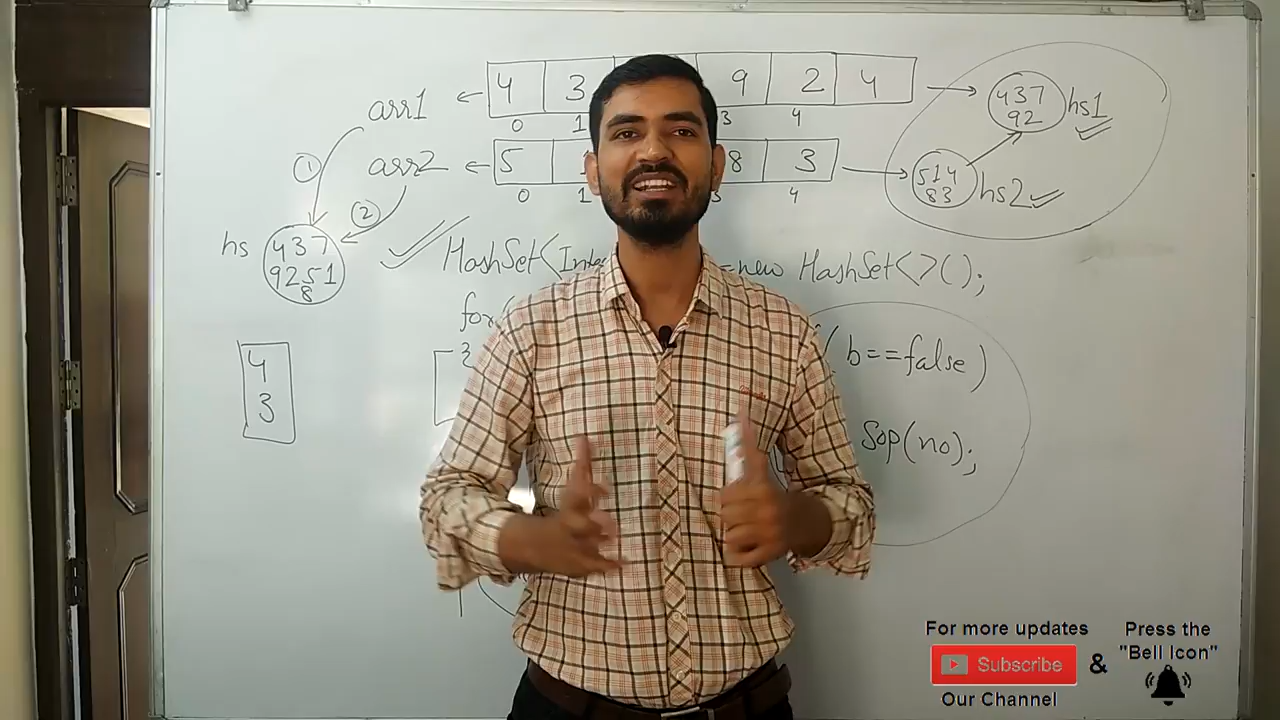 4 3 9 2 4
arr1
0 1 3 4
437
92
hs1
arr2
5 8 3
0 1 4
514
83
hs2
1
2
hs
437
9251
8
HashSet<Inte =new HashSet<>();
for(
{
4
3
( b==false)
Sop(no);
For more updates
Subscribe
Our Channel
&
Press the
"Bell Icon"